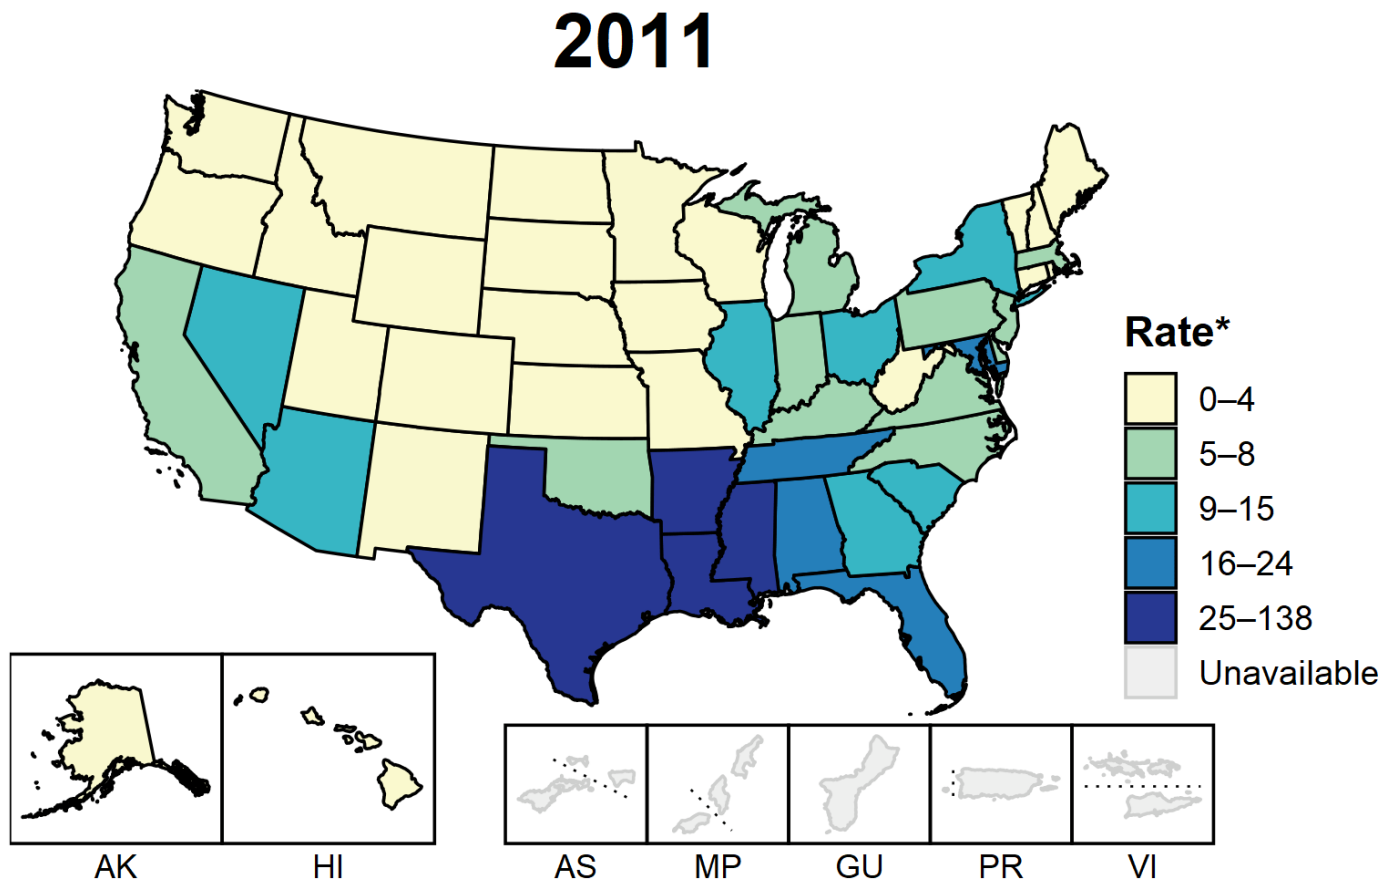 2011
Rate*
0–4
5–8
9–15
16–24
25–138
Unavailable
AK HI AS MP GU PR VI